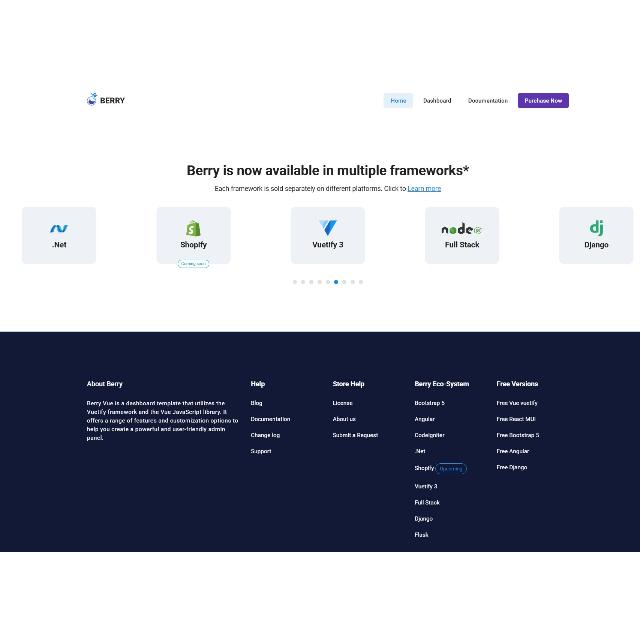 BERRY
Home Dashboard Documentation Purchase Now
Berry is now available in multiple frameworks*
Each framework is sold separately on different platforms. Click to Learn more
.Net
Shopify
Coming soon
Vuetify 3
node
Full Stack
dj
Django
About Berry
Berry Vue is a dashboard template that utilizes the
Vuetify framework and the Vue JavaScript library. It
offers a range of features and customization options to
help you create a powerful and user-friendly admin
panel.
Help
Blog
Documentation
Change log
Support
Store Help
License
About us
Submit a Request
Berry Eco-System
Bootstap 5
Angular
CodeIgniter
.Net
Shopify Upcoming
Vuetify 3
Full Stack
Django
Flask
Free Versions
Free Vue vuetify
Free React MUI
Free Bootstrap 5
Free Angular
Free Django